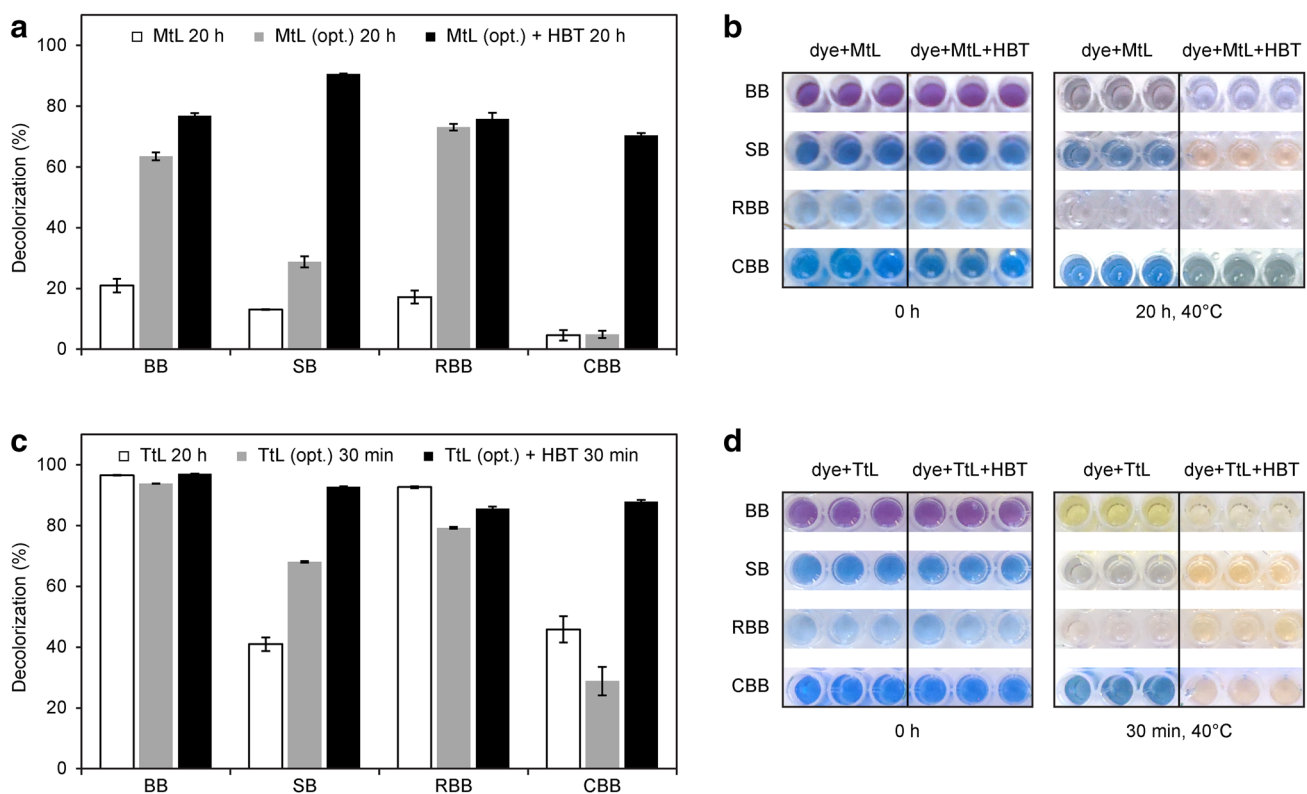 a
MtL 20 h MtL (opt.) 20 h MtL (opt.) + HBT 20 h
Decolorization (%)
100
80
60
40
20
0
BB SB RBB CBB
b
dye+MtL dye+MtL+HBT dye+MtL dye+MtL+HBT
BB
SB
RBB
CBB
0 h 20 h, 40°C
c
TtL 20 h TtL (opt.) 30 min TtL (opt.) + HBT 30 min
Decolorization (%)
100
80
60
40
20
0
BB SB RBB CBB
d
dye+TtL dye+TtL+HBT dye+TtL dye+TtL+HBT
BB
SB
RBB
CBB
0 h 30 min, 40°C